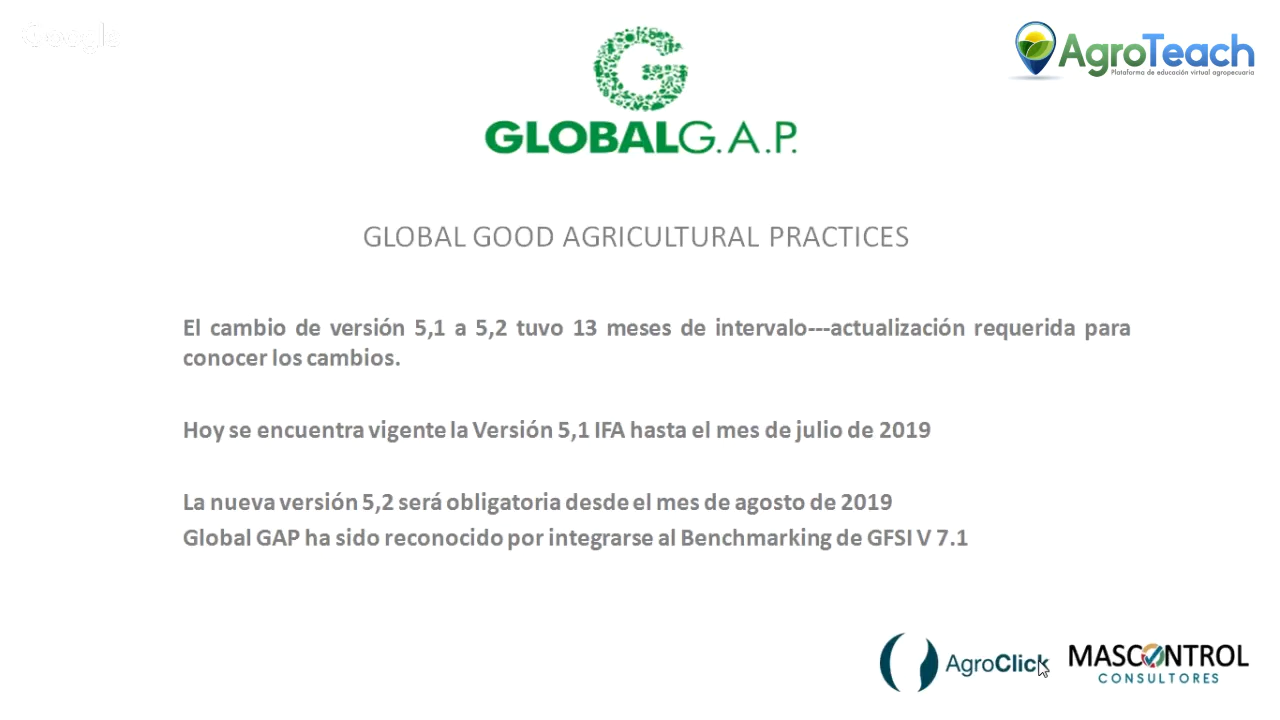 Google
AgroTeach
Plataforma de educación virtual agropecuaria
G
GLOBALG.A.P.
GLOBAL GOOD AGRICULTURAL PRACTICES
El cambio de versión 5,1 a 5,2 tuvo 13 meses de intervalo---actualización requerida para
conocer los cambios.
Hoy se encuentra vigente la Versión 5,1 IFA hasta el mes de julio de 2019
La nueva versión 5,2 será obligatoria desde el mes de agosto de 2019
Global GAP ha sido reconocido por integrarse al Benchmarking de GFSI V 7.1
AgroClick
MASCONTROL
CONSULTORES